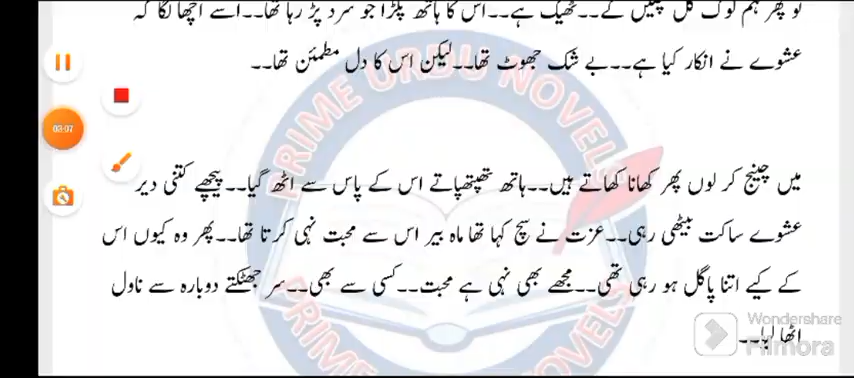 تو پھر ہم لوگ کل چلیں گے۔۔ٹھیک ہے۔۔اس کا ہاتھ پکڑا جو سرد پڑ رہا تھا۔۔اسے اچھا لگا کہ
عشوے نے انکار کیا ہے۔۔بے شک جھوٹ تھا۔۔لیکن اس کا دل مطمئن تھا۔۔
میں چینج کر لوں پھر کھانا کھاتے ہیں۔۔ہاتھ تھپتھپاتے اس کے پاس سے اٹھ گیا۔۔پیچھے کتنی دیر
عشوے ساکت بیٹھی رہی۔۔عزت نے سچ کہا تھا ماہ بیر اس سے محبت نہی کرتا تھا۔۔پھر وہ کیوں اس
کے کیے اتنا پاگل ہو رہی تھی۔۔مجھے بھی نہی ہے محبت۔۔کسی سے بھی۔۔سر جھٹکتے دوبارہ سے ناول
اٹھا لیا۔۔
PRIME URDU NOVELS
PRIME URDU NOVELS
03:07
Wondershare
Filmora